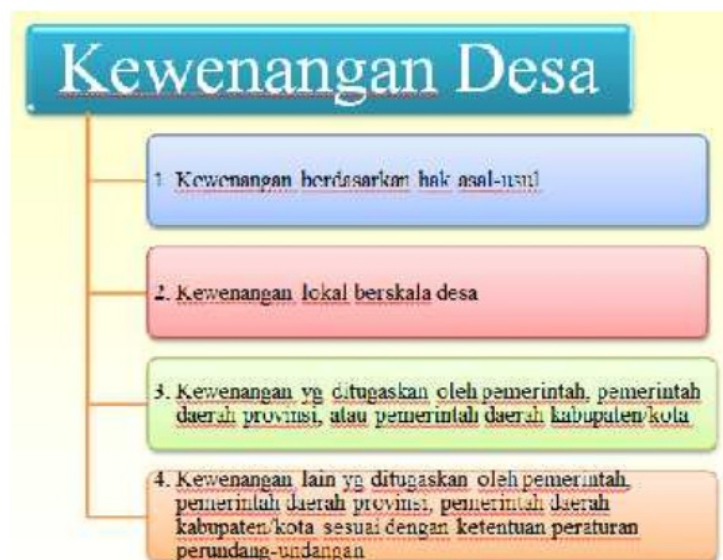 Kewenangan Desa
1. Kewenangan berdasarkan hak asal-usul
2. Kewenangan lokal berskala desa
3. Kewenangan yg ditugaskan oleh pemerintah, pemerintah
daerah provinsi, atau pemerintah daerah kabupaten/kota
4. Kewenangan lain yg ditugaskan oleh pemerintah,
pemerintah daerah provinsi, pemerintah daerah
kabupaten/kota sesuai dengan ketentuan peraturan
perundang-undangan